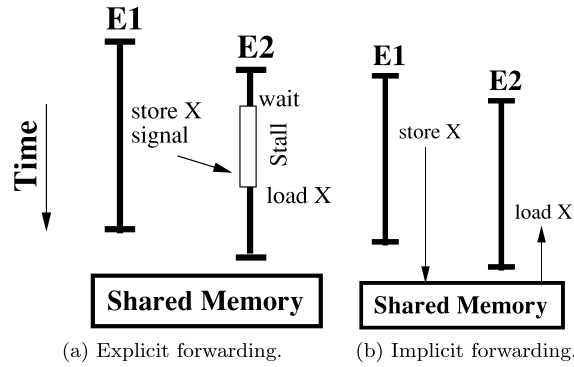 E1
E2
wait
store X
signal
Stall
load X
Time
Shared Memory
(a) Explicit forwarding.
E1
E2
store X
load X
Shared Memory
(b) Implicit forwarding.